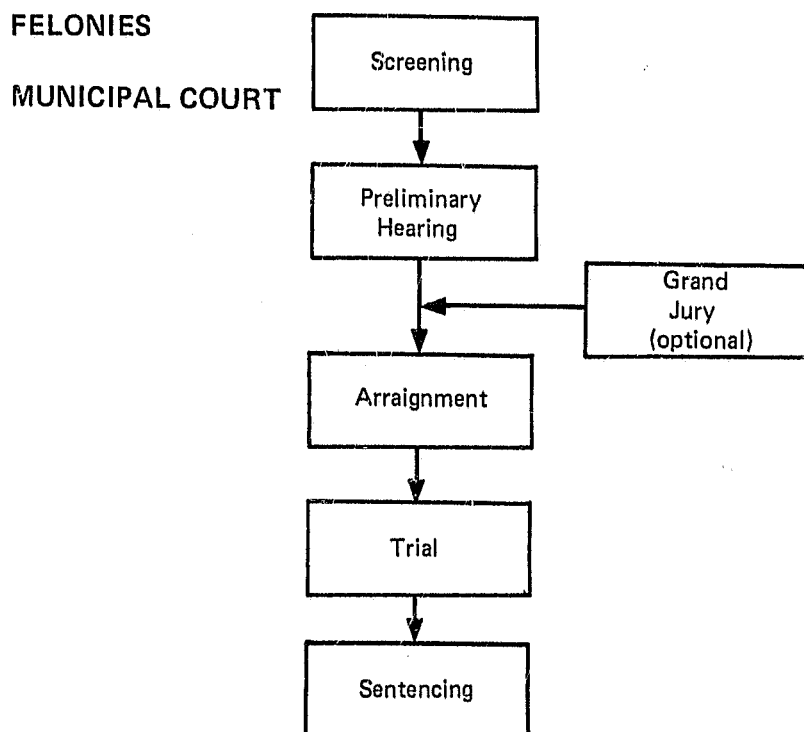 FELONIES
MUNICIPAL COURT
Screening
Preliminary
Hearing
Grand
Jury
(optional)
Arraignment
Trial
Sentencing